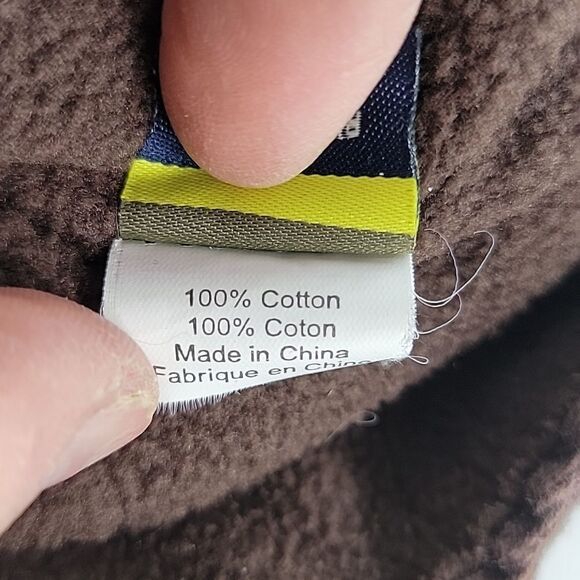 100% Cotton
100% Coton
Made in China
Fabrique en Chine